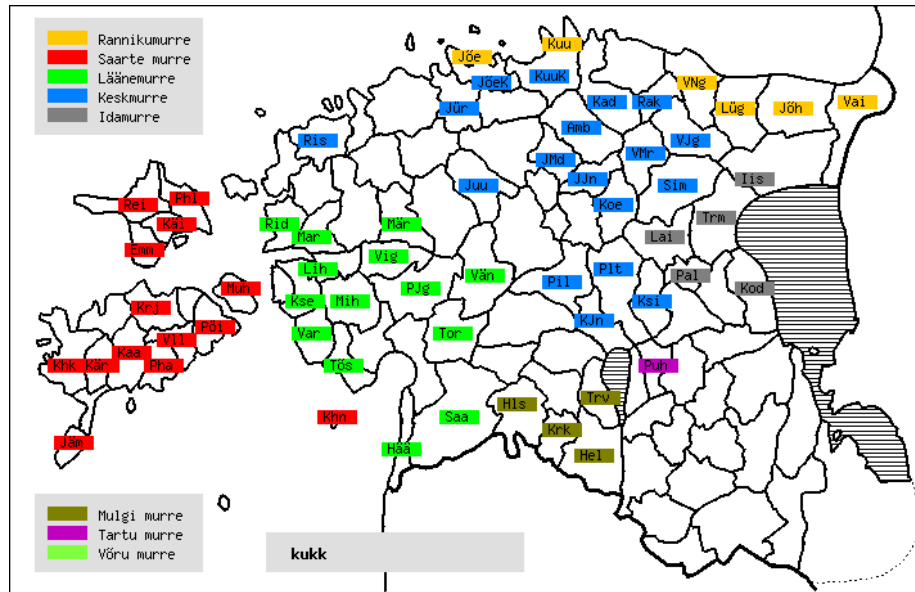 Rannikumurre
Saarte murre
Läänemurre
Keskmurre
Idamurre
Kuu
Jõe
JõeK
KuuK
VNg
Jür
Kad
Rak
Lüg
Jõh
Vai
Ris
Amb
VJg
JMd
VMr
Juu
JJn
Sim
Iis
Rei
Phl
Koe
Käi
Rid
Mar
Mär
Trm
Lai
Emm
Vig
Lih
Muh
PJg
Vän
Pil
Plt
Pal
Kod
Krj
Kse
Mih
Ksi
Põi
Vll
Var
Tor
KJn
Kaa
Khk
Kär
Pha
Tõs
Puh
Khn
Saa
Hls
Trv
Jäm
Krk
Hää
Hel
Mulgi murre
Tartu murre
Võru murre
kukk